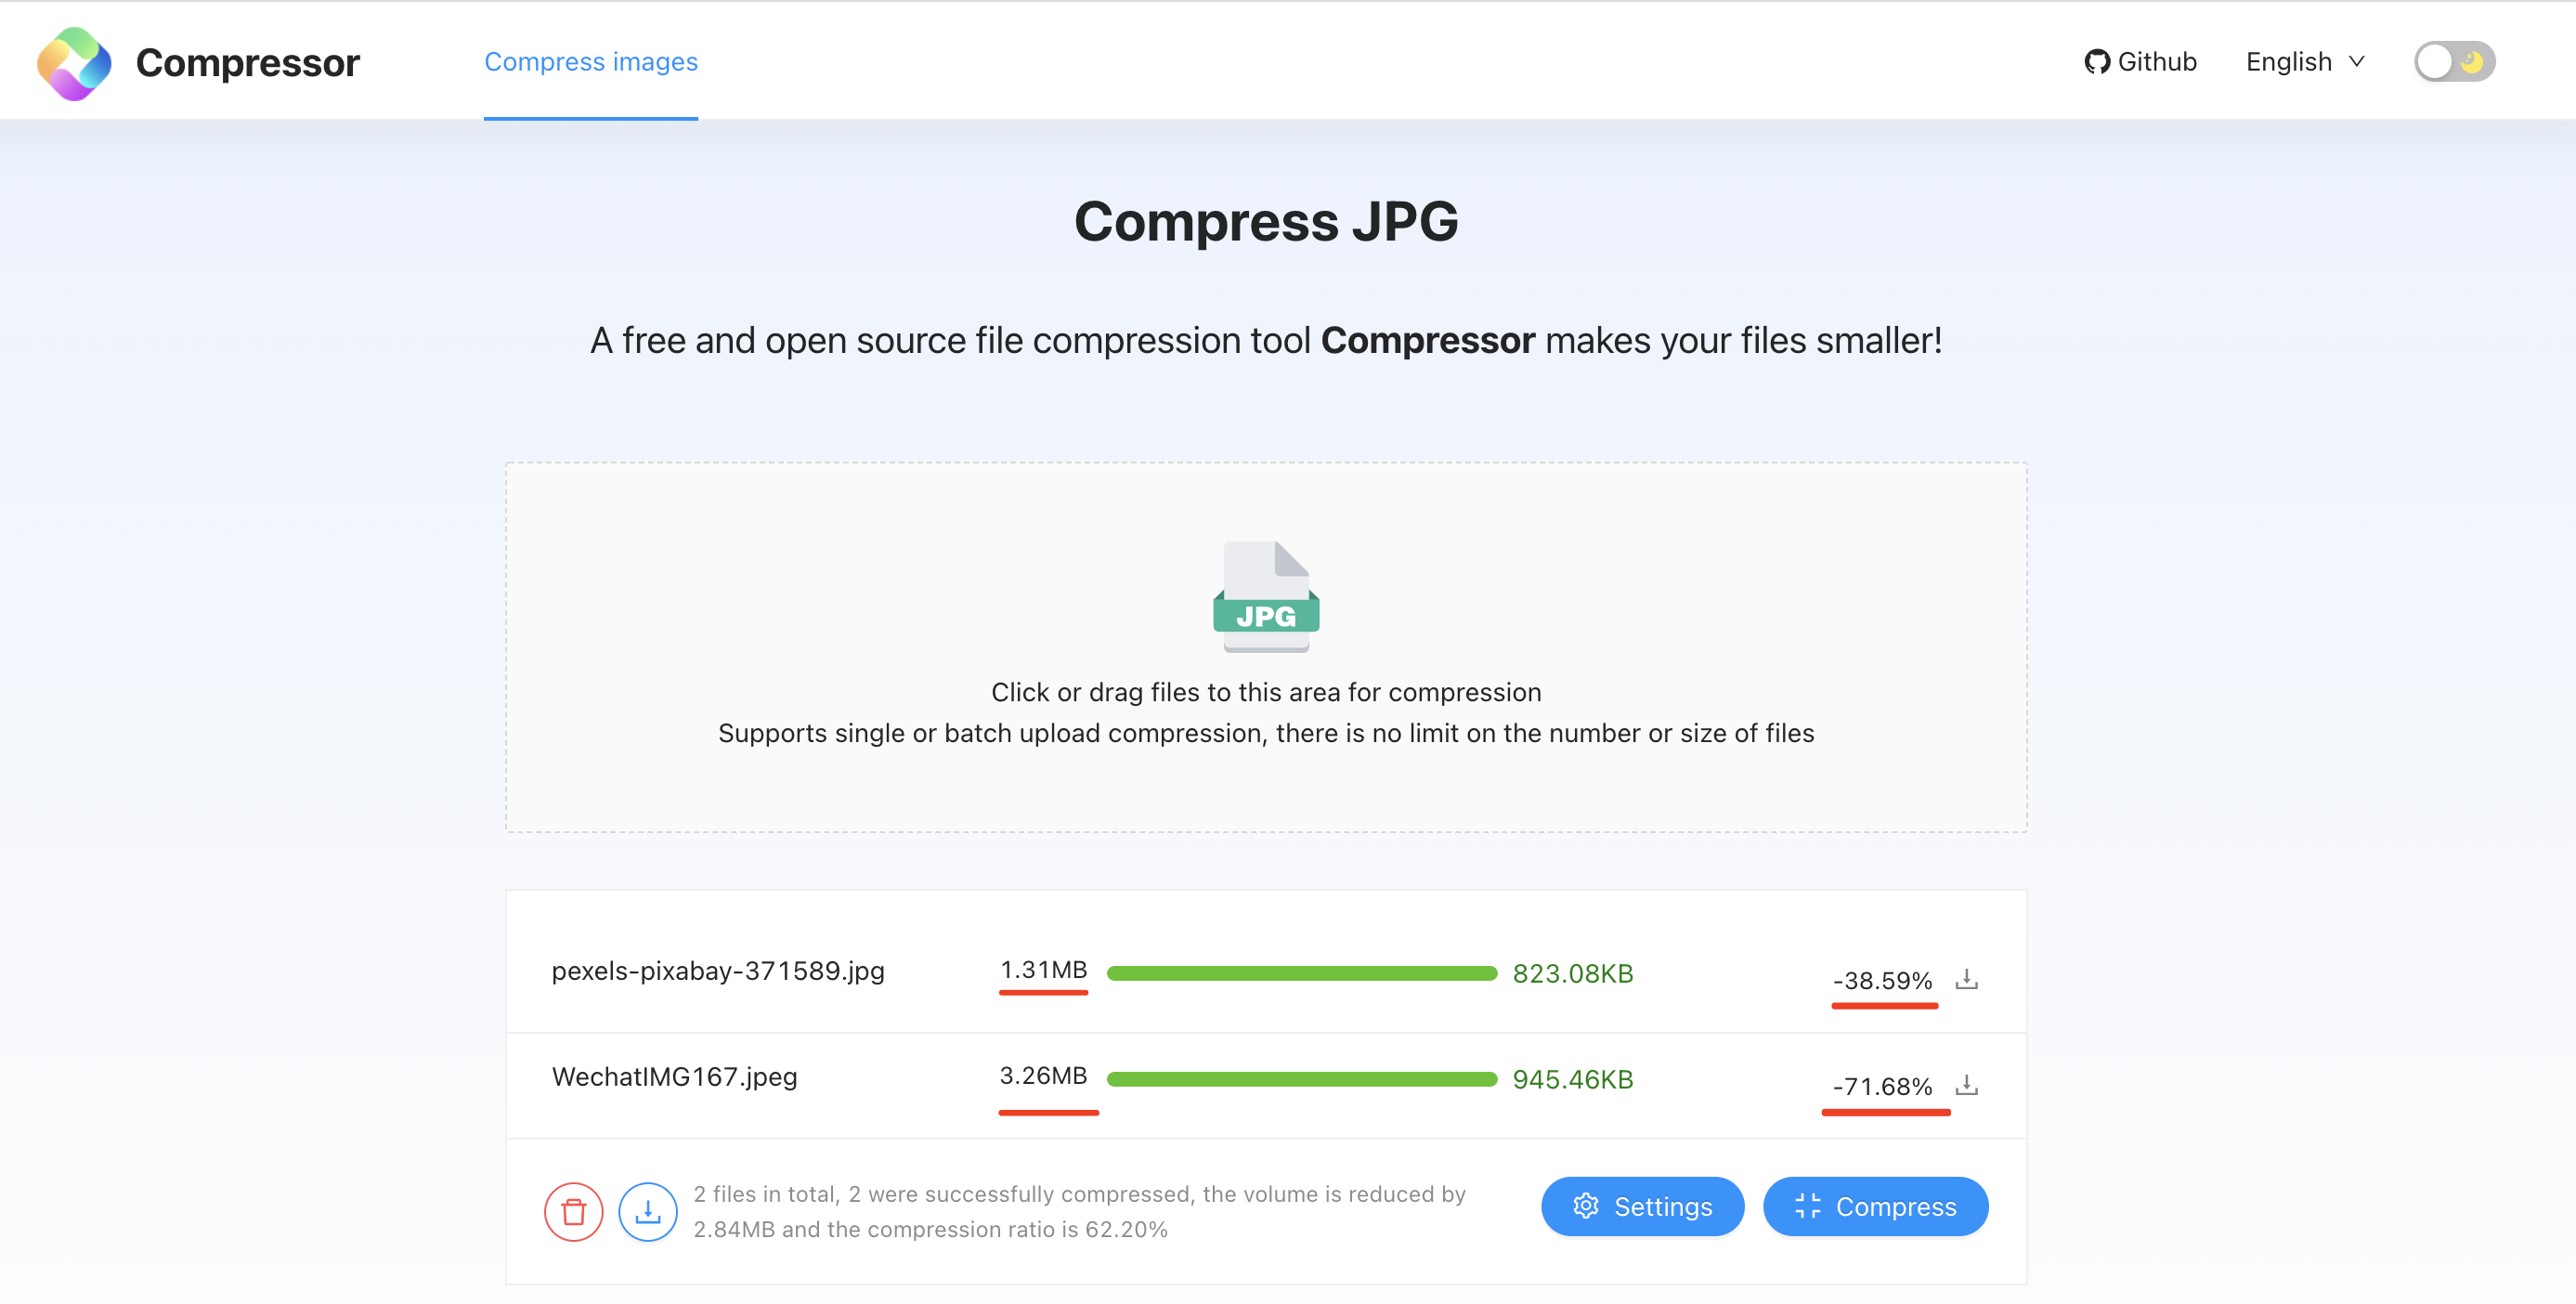 Compressor
Compress images
Github
English
Compress JPG
A free and open source file compression tool Compressor makes your files smaller!
JPG
Click or drag files to this area for compression
Supports single or batch upload compression, there is no limit on the number or size of files
pexels-pixabay-371589.jpg 1.31MB 823.08KB -38.59%
WechatIMG167.jpeg 3.26MB 945.46KB -71.68%
2 files in total, 2 were successfully compressed, the volume is reduced by
2.84MB and the compression ratio is 62.20%
Settings
Compress